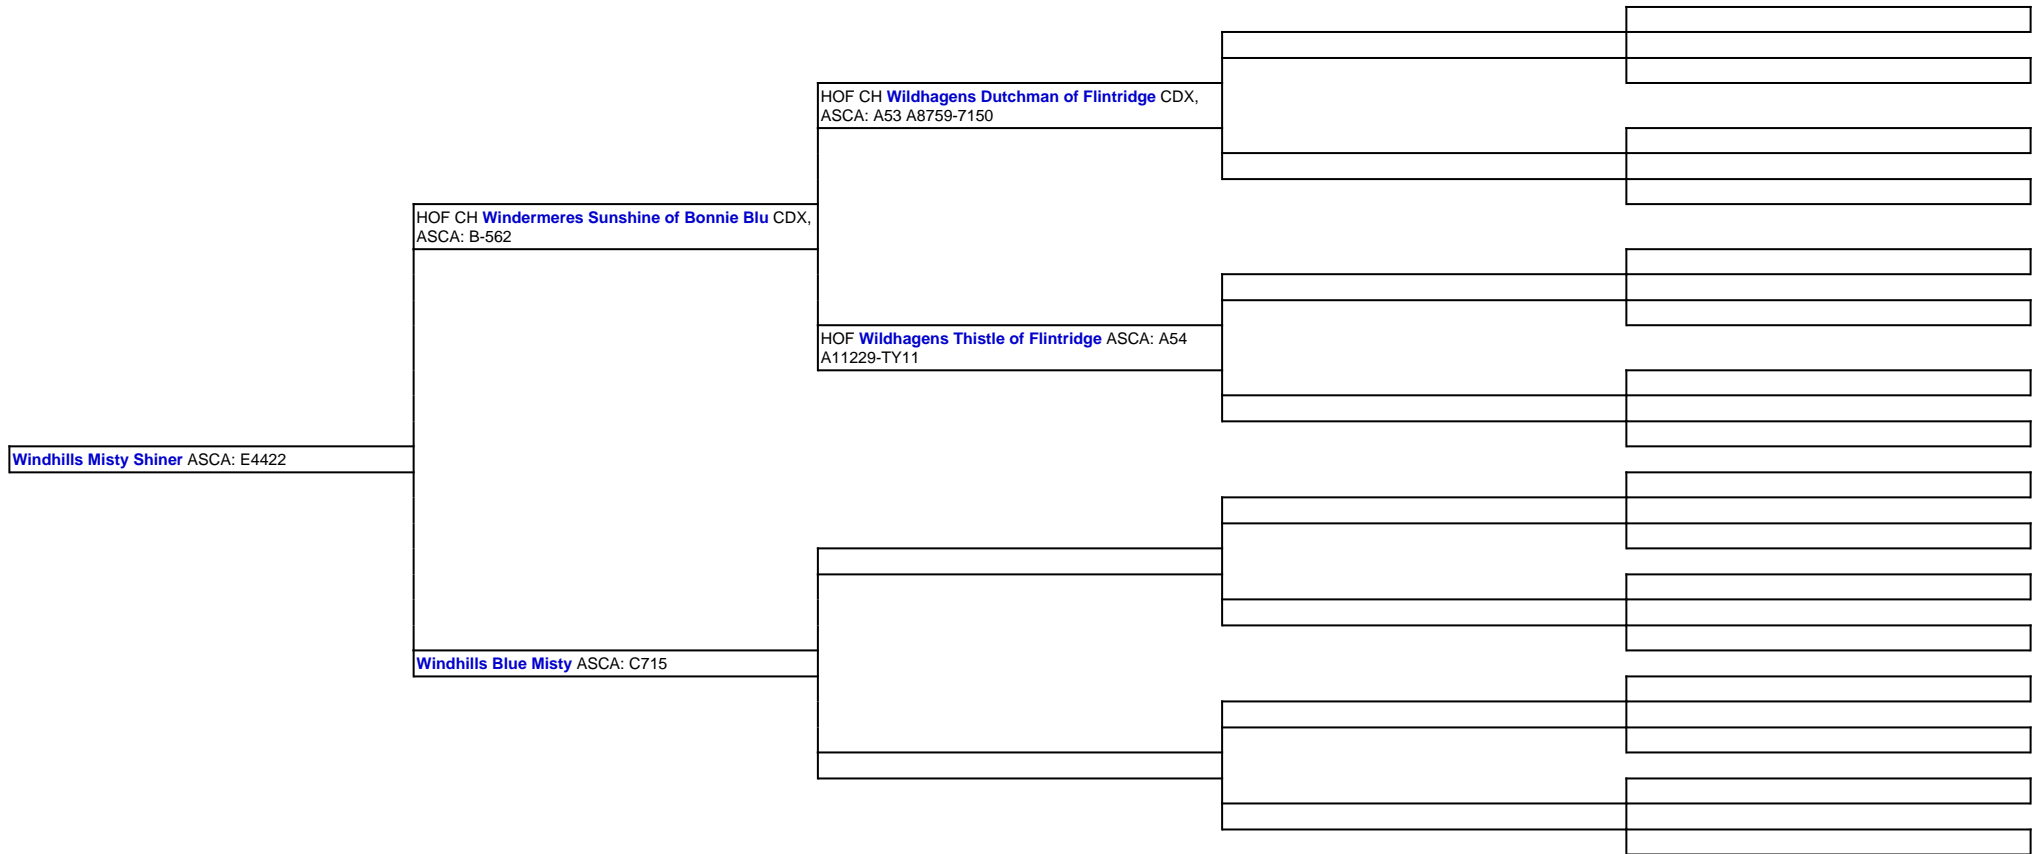 HOF CH Wildhagens Dutchman of Flintridge CDX,
ASCA: A53 A8759-7150
HOF CH Windermeres Sunshine of Bonnie Blu CDX,
ASCA: B-562
HOF Wildhagens Thistle of Flintridge ASCA: A54
A11229-TY11
Windhills Misty Shiner ASCA: E4422
Windhills Blue Misty ASCA: C715